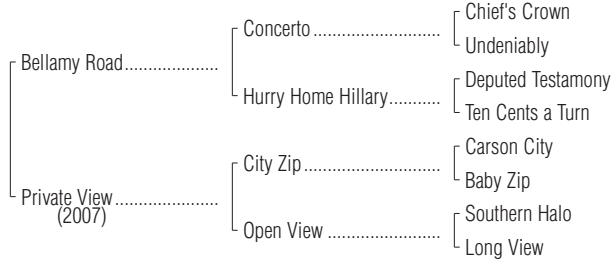 Chief's Crown
Concerto
Undeniably
Bellamy Road
Deputed Testamony
Hurry Home Hillary
Ten Cents a Turn
Carson City
City Zip
Baby Zip
Private View
(2007)
Southern Halo
Open View
Long View